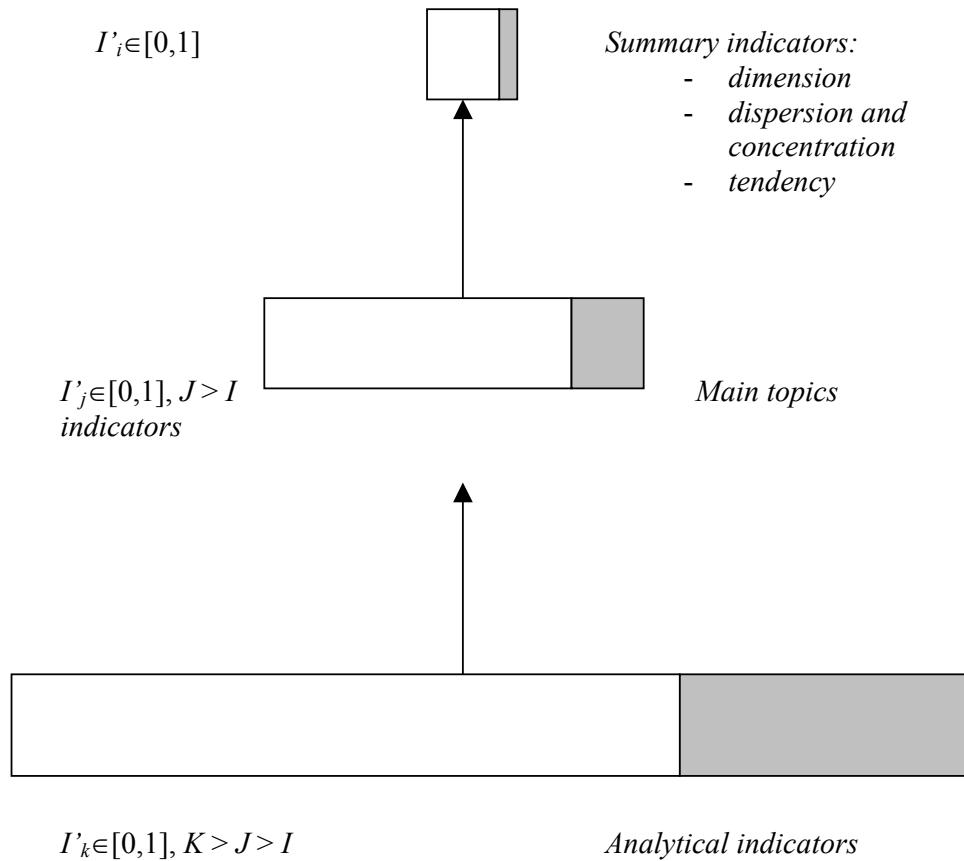 I’i∈[0,1]
Summary indicators:
- dimension
- dispersion and
concentration
- tendency
I’j∈[0,1], J > I
indicators
Main topics
I’k∈[0,1], K > J > I
Analytical indicators